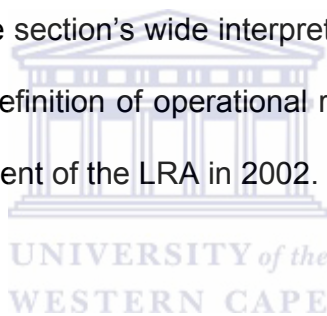 section's wide interpret
efinition of operational
ent of the LRA in 2002.
UNIVERSITY of the
WESTERN CAPE